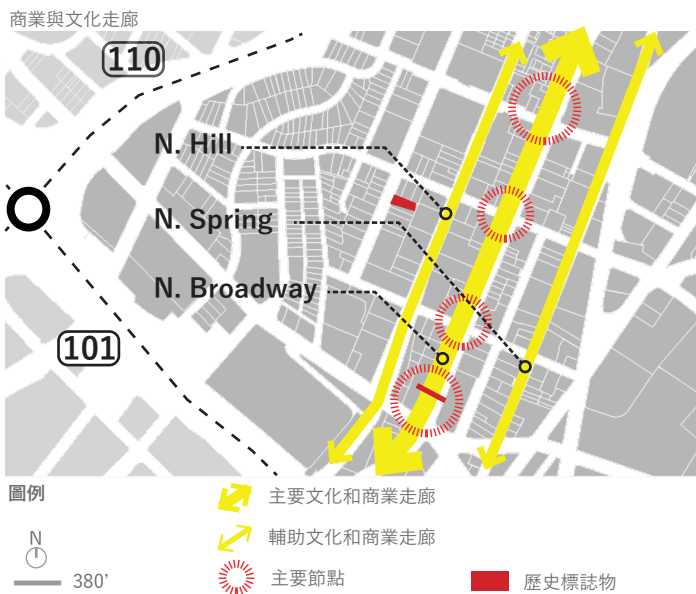 商業與文化走廊
110
N. Hill
N. Spring
N. Broadway
101
圖例
主要文化和商業走廊
N
輔助文化和商業走廊
380'
主要節點
歷史標誌物